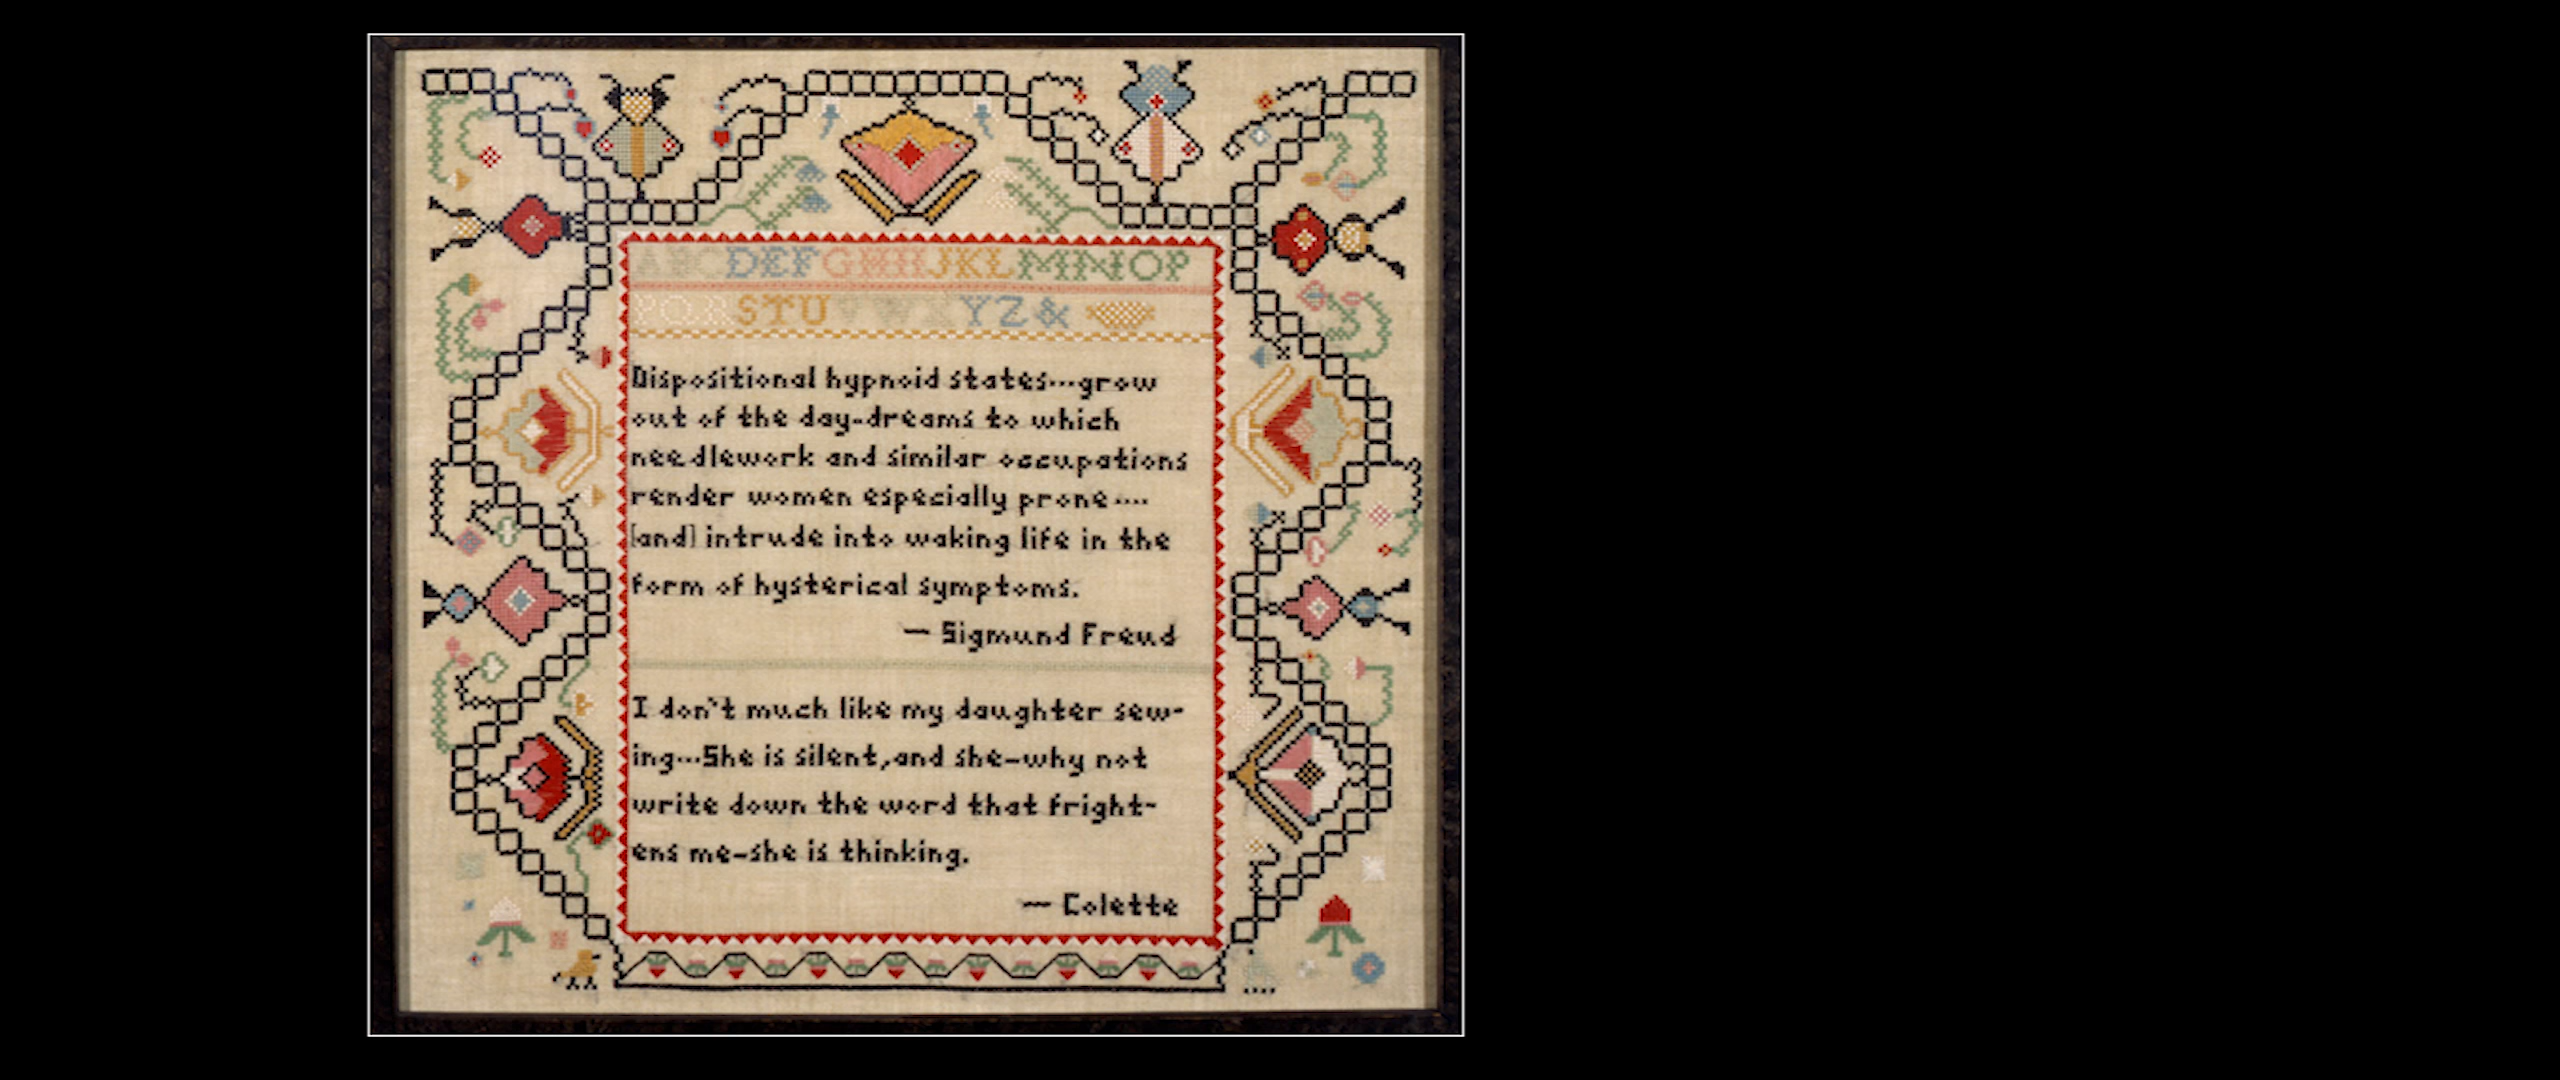 ABCDEFGHIJKLMNOP
PQRSTUVWXYZ&
Dispositional hypnoid states...grow
out of the day-dreams to which
needlework and similar occupations
render women especially prone....
[and] intrude into waking life in the
form of hysterical symptoms.
— Sigmund Freud
I don't much like my daughter sew-
ing...She is silent, and she-why not
write down the word that fright-
ens me-she is thinking.
— Colette